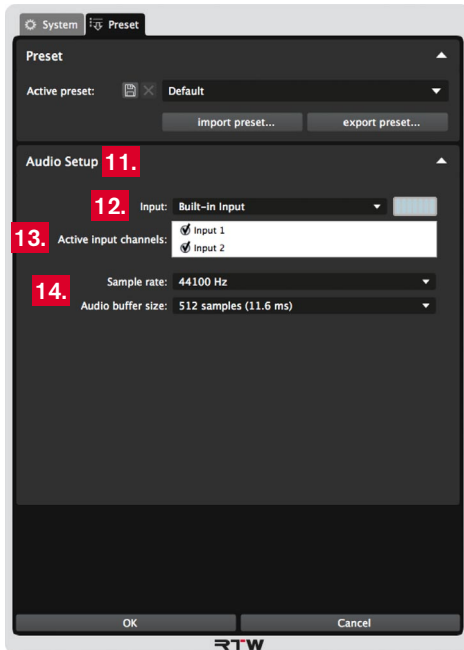 System Preset
Preset
Active preset: Default
import preset... export preset...
Audio Setup 11.
12. Input: Built-in Input
13. Active input channels: Input 1
Input 2
14. Sample rate: 44100 Hz
Audio buffer size: 512 samples (11.6 ms)
OK Cancel
RTW